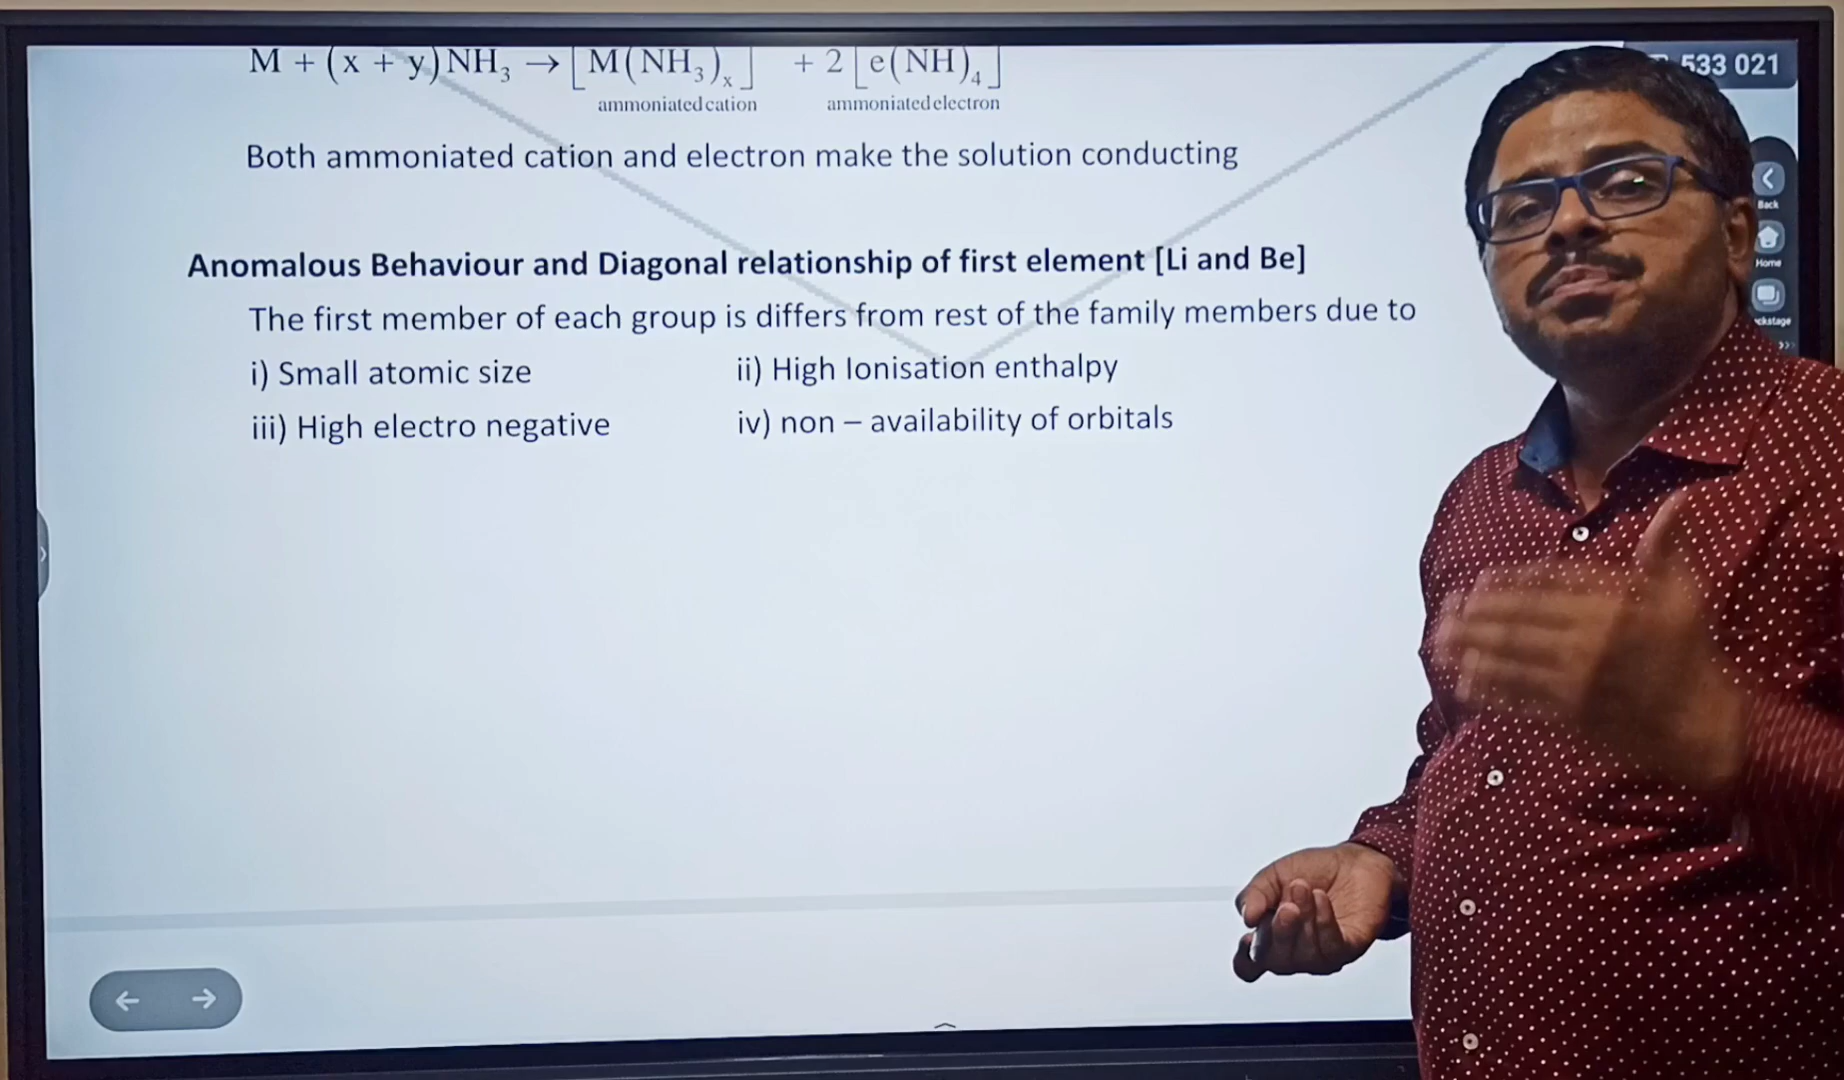 M + (x + y)NH₃ → [M(NH₃)ₓ] + 2[e(NH)₄]
ammoniated cation ammoniated electron
533 021
Both ammoniated cation and electron make the solution conducting
Back
Anomalous Behaviour and Diagonal relationship of first element [Li and Be]
Home
The first member of each group is differs from rest of the family members due to
ckstage
i) Small atomic size ii) High Ionisation enthalpy
iii) High electro negative iv) non – availability of orbitals